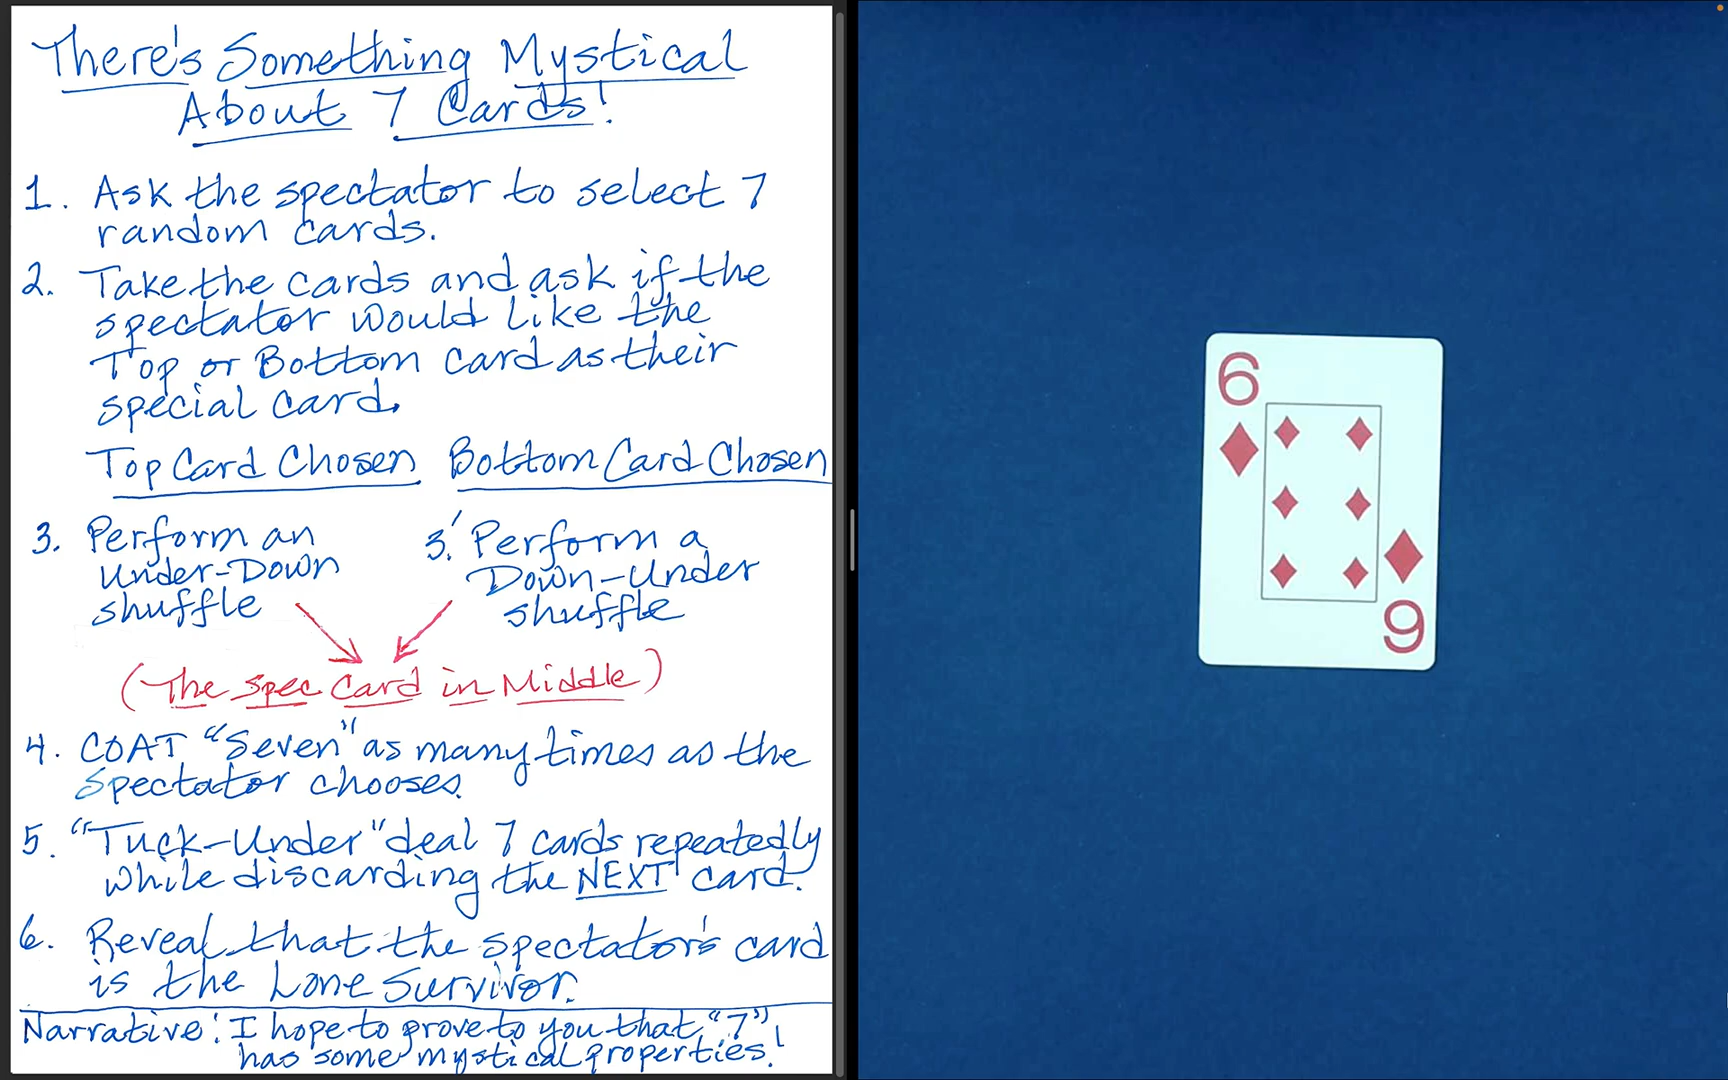 There's Something Mystical
About 7 Cards!
1. Ask the spectator to select 7
random cards.
2. Take the cards and ask if the
spectator would like the
Top or Bottom card as their
special card.
Top Card Chosen Bottom Card Chosen
3. Perform an
Under-Down
shuffle
3.' Perform a
Down-Under
shuffle
(The Spec Card in Middle)
4. COAT "Seven" as many times as the
Spectator chooses.
5. "Tuck-Under" deal 7 cards repeatedly
while discarding the NEXT card.
6. Reveal that the spectator's card
is the Lone Survivor.
Narrative: I hope to prove to you that "7"
has some mystical properties!
6
6